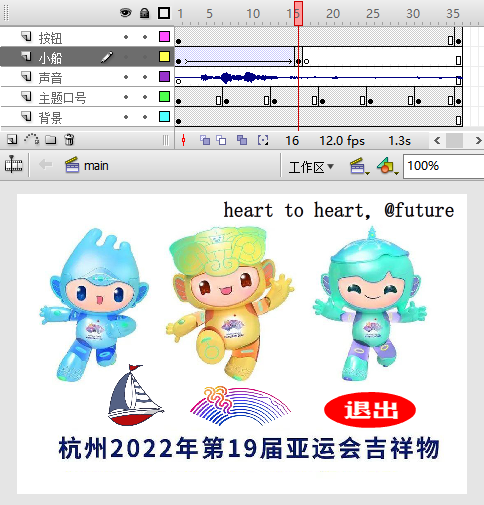 1 5 10 15 20 25 30 35
按钮
小船
声音
主题口号
背景
16 12.0 fps 1.3s
main 工作区 100%
heart to heart, @future
退出
杭州2022年第19届亚运会吉祥物